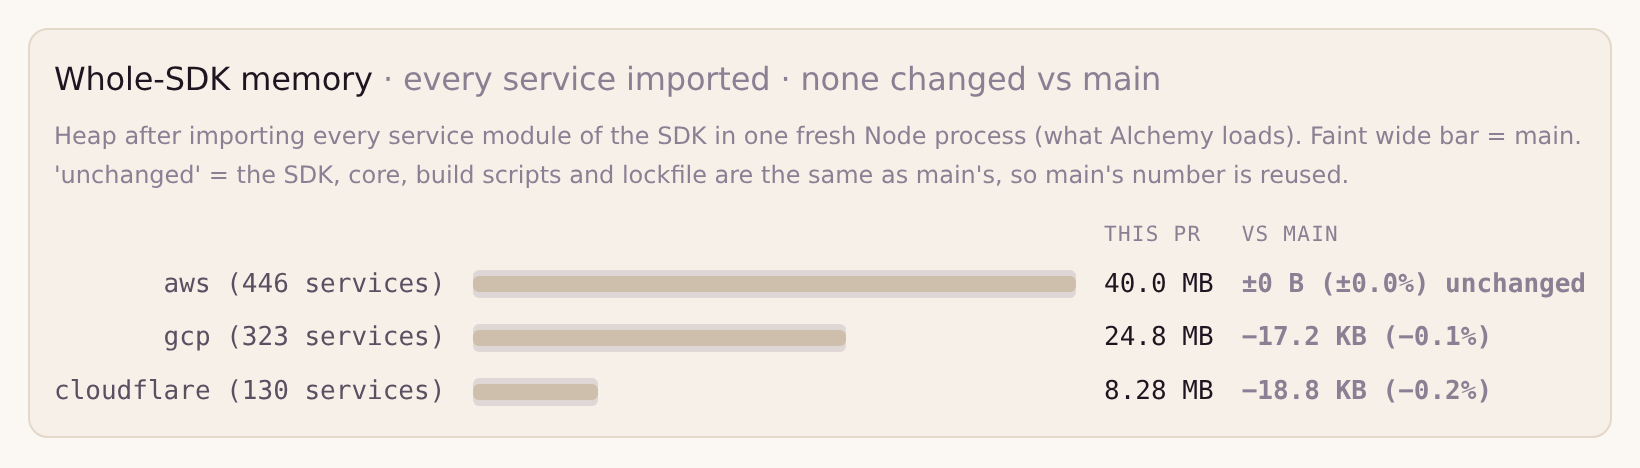 Whole-SDK memory · every service imported · none changed vs main
Heap after importing every service module of the SDK in one fresh Node process (what Alchemy loads). Faint wide bar = main.
'unchanged' = the SDK, core, build scripts and lockfile are the same as main's, so main's number is reused.
THIS PR VS MAIN
aws (446 services) 40.0 MB ±0 B (±0.0%) unchanged
gcp (323 services) 24.8 MB −17.2 KB (−0.1%)
cloudflare (130 services) 8.28 MB −18.8 KB (−0.2%)